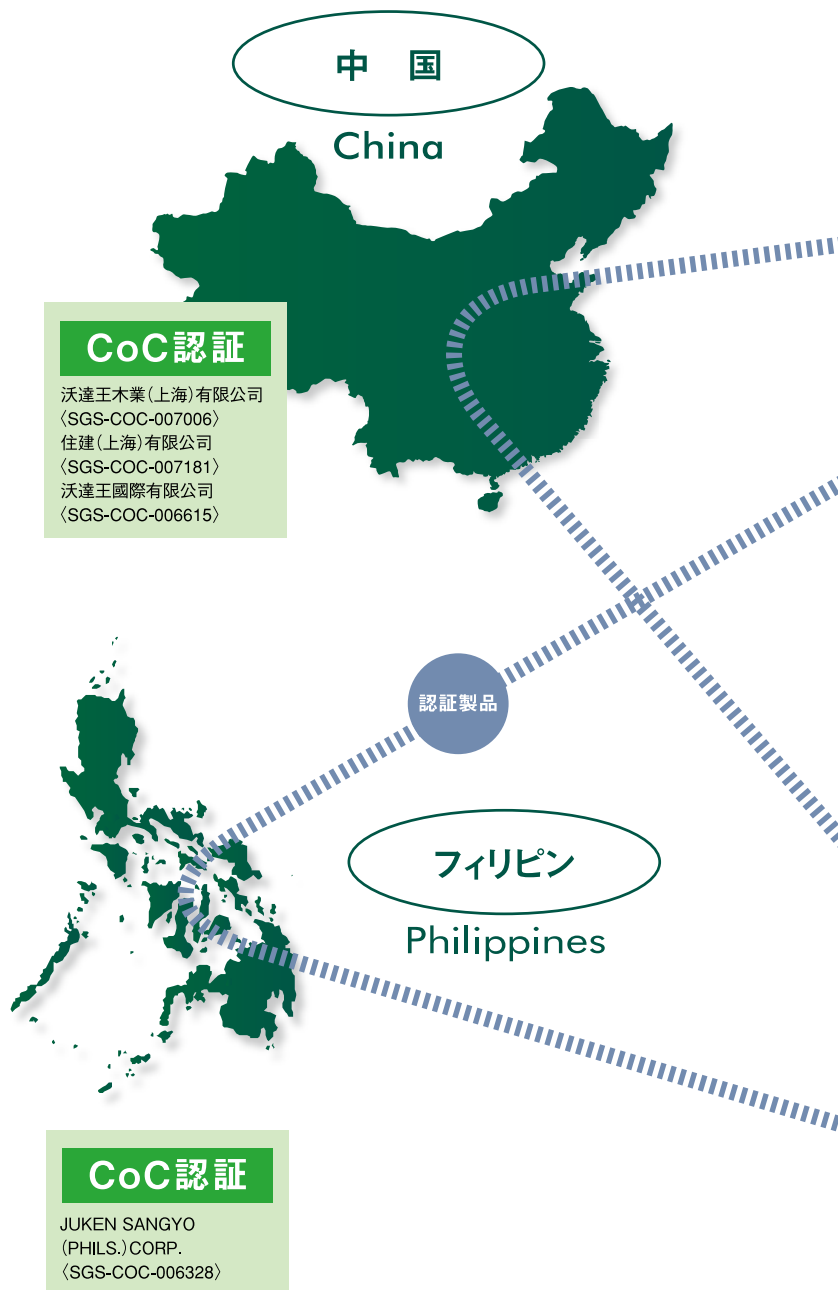 中 国
China
CoC認証
沃達王木業(上海)有限公司
〈SGS-COC-007006〉
住建(上海)有限公司
〈SGS-COC-007181〉
沃達王國際有限公司
〈SGS-COC-006615〉
認証製品
フィリピン
Philippines
CoC認証
JUKEN SANGYO
(PHILS.)CORP.
〈SGS-COC-006328〉